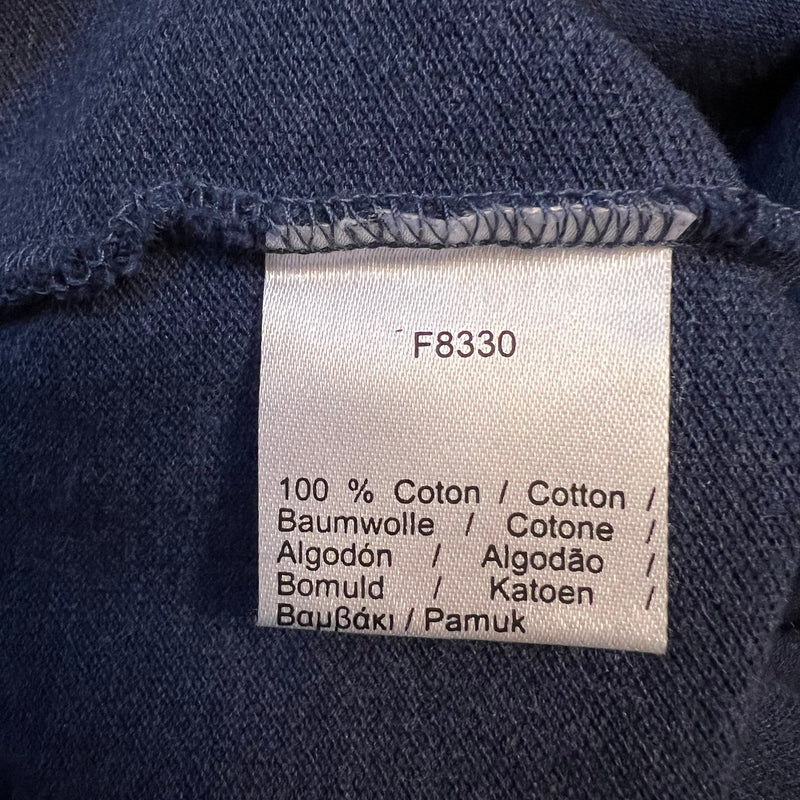 F8330
100 % Coton / Cotton /
Baumwolle / Cotone /
Algodón / Algodão /
Bomuld / Katoen /
Βαμβάκι / Pamuk